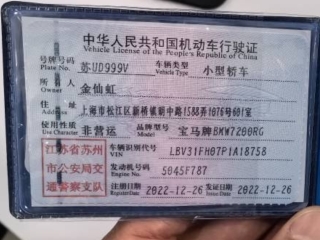 中华人民共和国机动车行驶证
Vehicle License of the People's Republic of China
号牌号码 苏UD999V 车辆类型 小型轿车
Plate No. Vehicle Type
所有人 金仙虹
Owner
住址 上海市松江区新桥镇明中路1588弄1076号601室
Address
使用性质 非营运 品牌型号 宝马牌BMW7200RG
Use Character Model
江苏省苏州市公安局交通警察支队
车辆识别代号 LBV31FH07P1A18758
VIN
发动机号码 5045F787
Engine No.
注册日期 2022-12-26 发证日期 2022-12-26
Register Date Issue Date